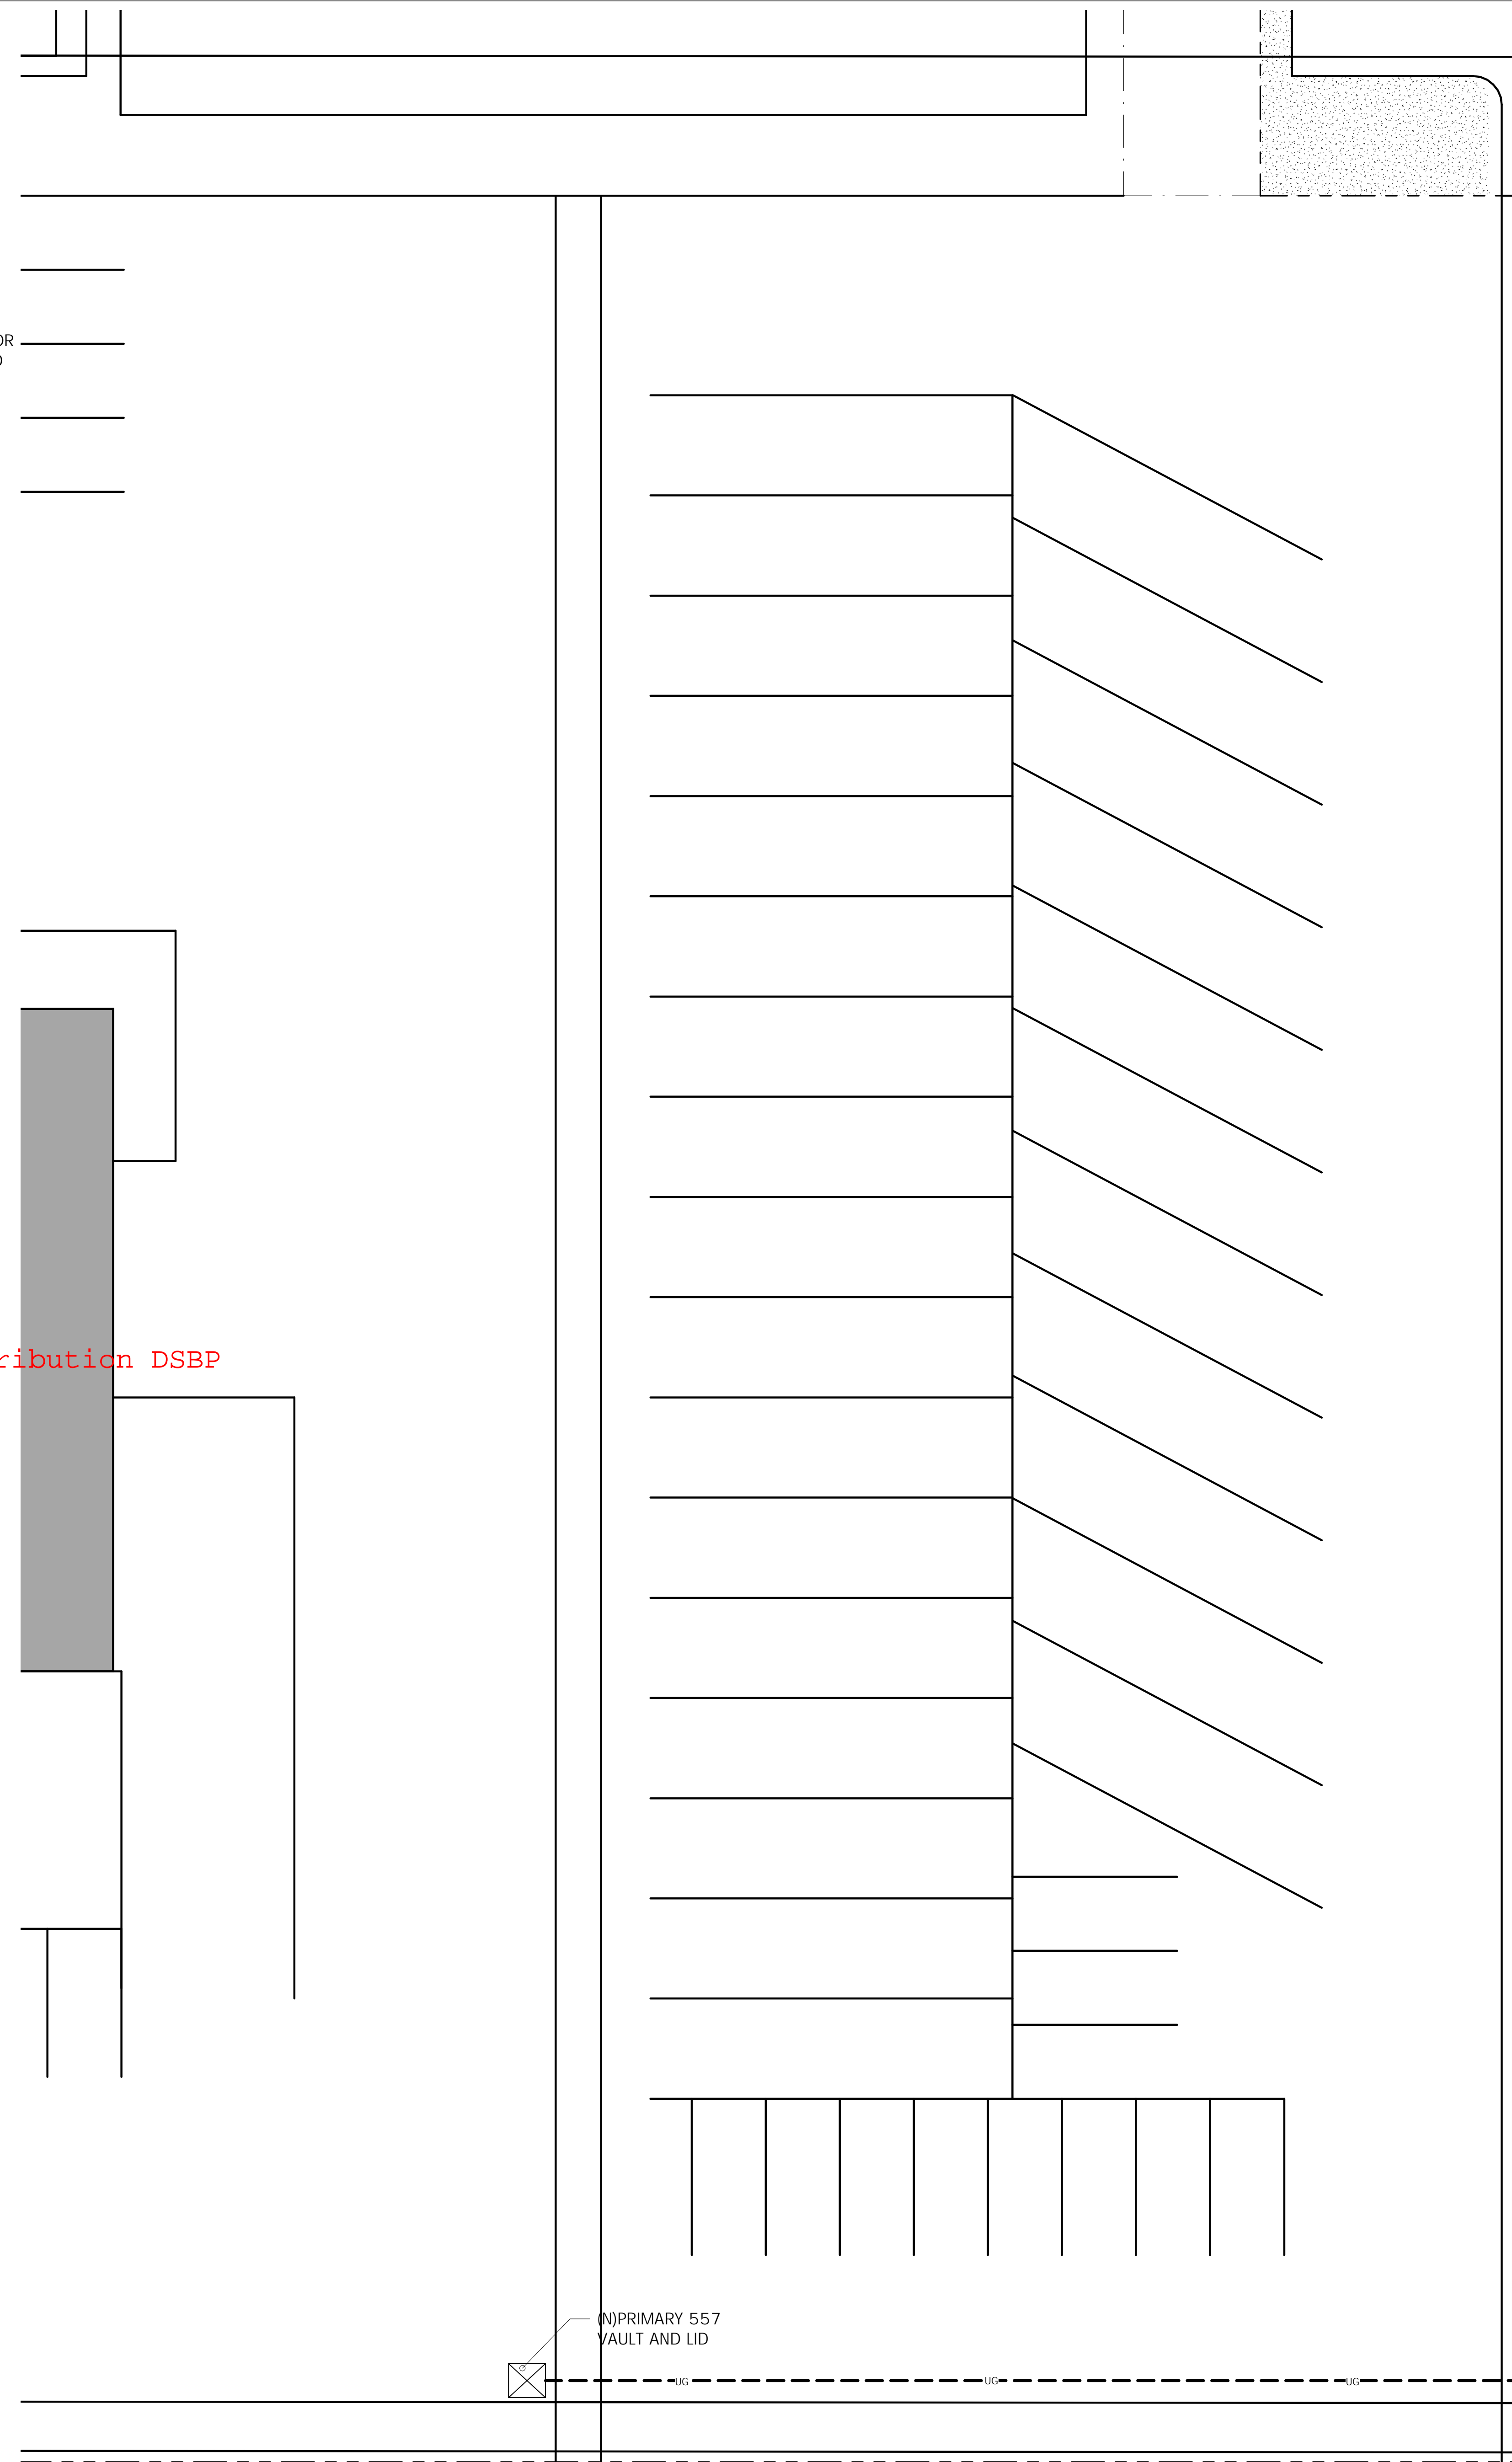 OR
ribution DSBP
(N)PRIMARY 557
VAULT AND LID
UG UG UG